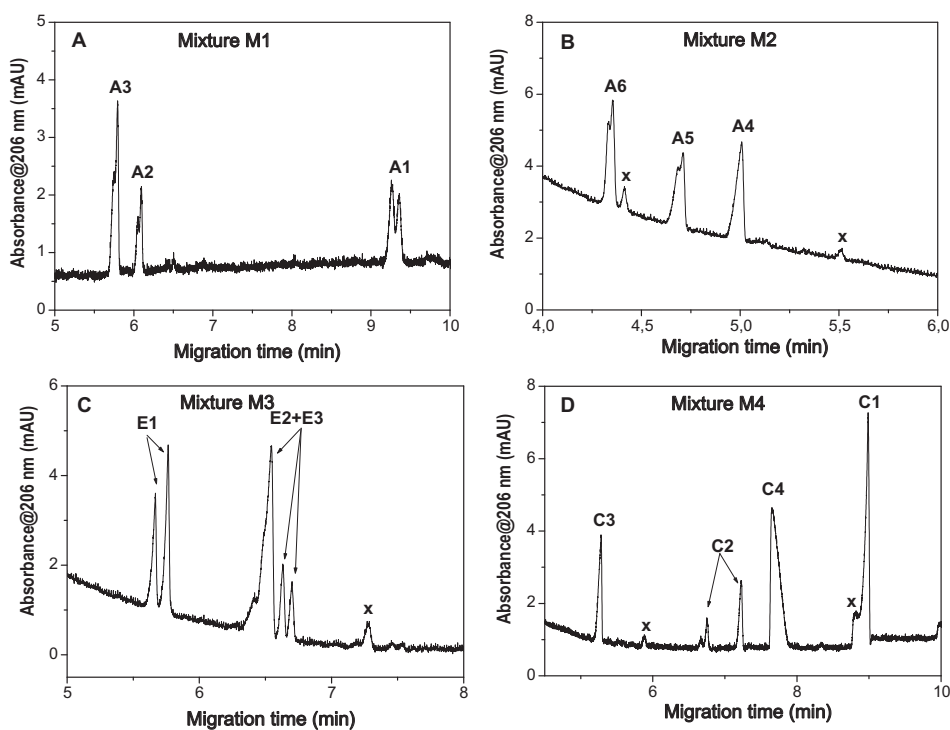 A
Mixture M1
Absorbance@206 nm (mAU)
5
4
3
2
1
0
A3
A2
A1
5 6 7 8 9 10
Migration time (min)
B
Mixture M2
Absorbance@206 nm (mAU)
8
6
4
2
0
A6
x
A5
A4
x
4,0 4,5 5,0 5,5 6,0
Migration time (min)
C
Mixture M3
Absorbance@206 nm (mAU)
6
4
2
0
E1
E2+E3
x
5 6 7 8
Migration time (min)
D
Mixture M4
Absorbance@206 nm (mAU)
8
6
4
2
0
C3
x
C2
C4
x
C1
6 8 10
Migration time (min)